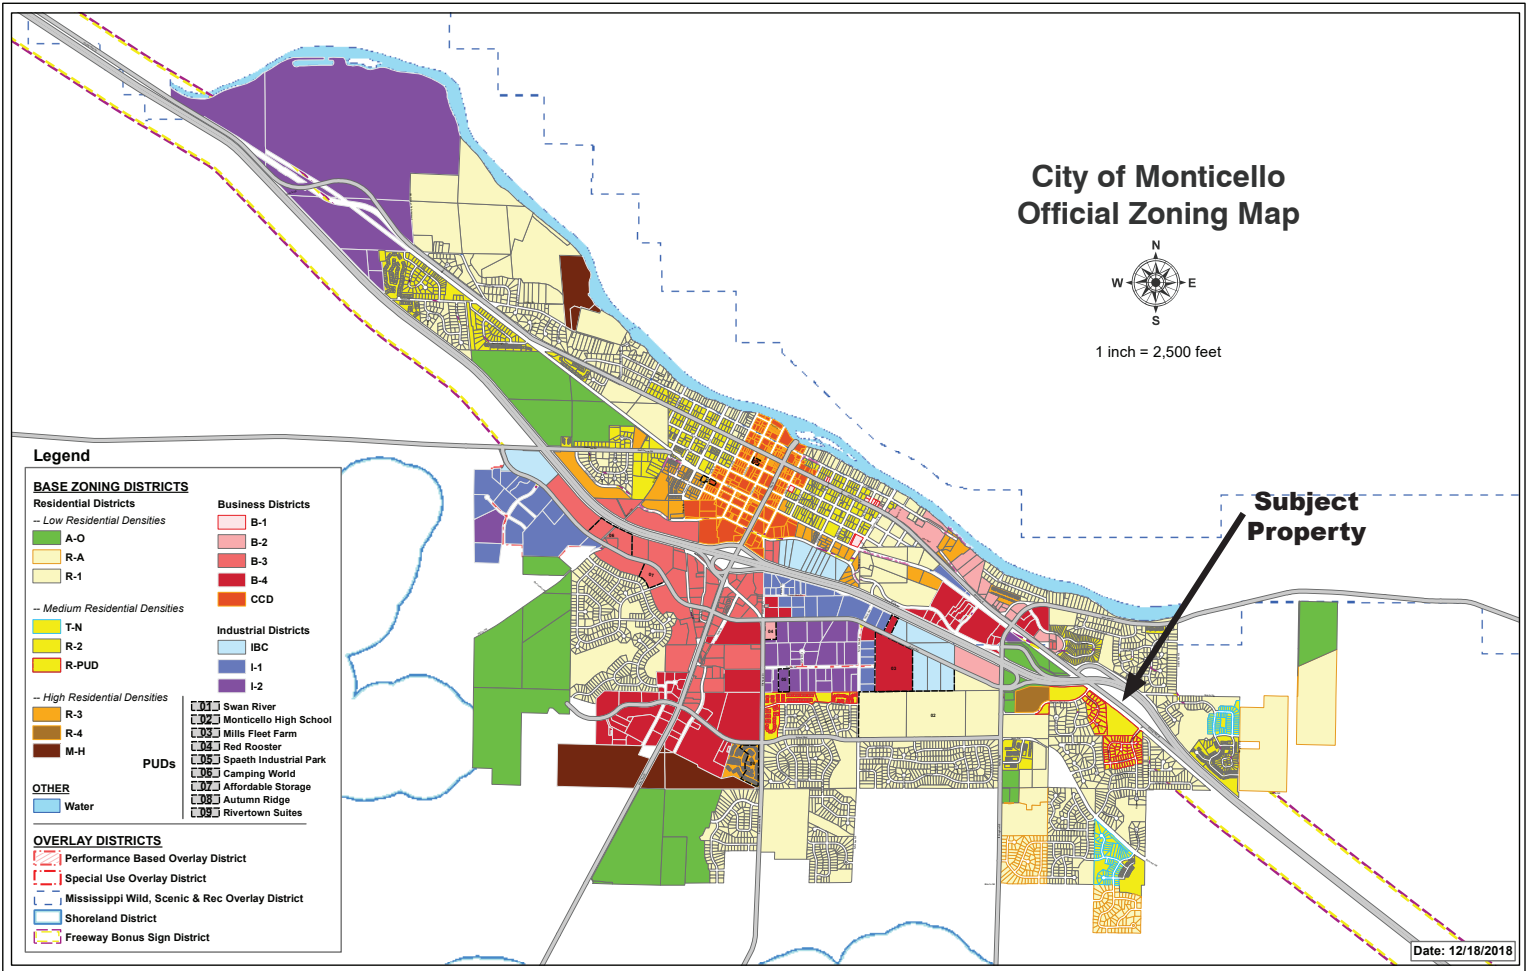 City of Monticello
Official Zoning Map
N
W
E
S
1 inch = 2,500 feet
Subject
Property
Legend
BASE ZONING DISTRICTS
Residential Districts
-- Low Residential Densities
A-O
R-A
R-1
-- Medium Residential Densities
T-N
R-2
R-PUD
-- High Residential Densities
R-3
R-4
M-H
Business Districts
B-1
B-2
B-3
B-4
CCD
Industrial Districts
IBC
I-1
I-2
PUDs
01 Swan River
02 Monticello High School
03 Mills Fleet Farm
04 Red Rooster
05 Spaeth Industrial Park
06 Camping World
07 Affordable Storage
08 Autumn Ridge
09 Rivertown Suites
OTHER
Water
OVERLAY DISTRICTS
Performance Based Overlay District
Special Use Overlay District
Mississippi Wild, Scenic & Rec Overlay District
Shoreland District
Freeway Bonus Sign District
Date: 12/18/2018